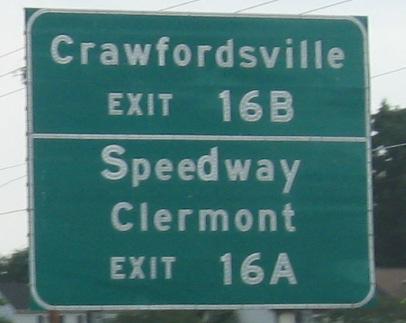 Crawfordsville
EXIT 16B
Speedway
Clermont
EXIT 16A